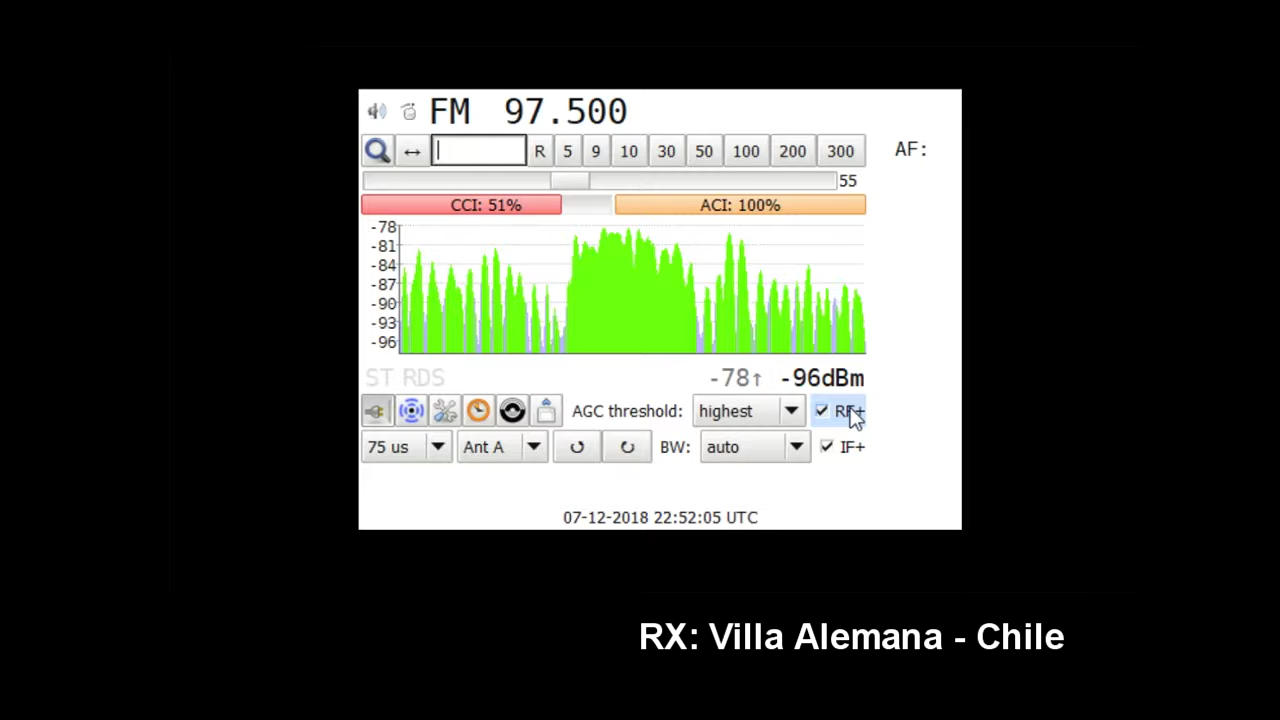 FM 97.500
R 5 9 10 30 50 100 200 300 AF:
55
CCI: 51% ACI: 100%
-78
-81
-84
-87
-90
-93
-96
ST RDS -78↑ -96dBm
AGC threshold: highest RF+
75 us Ant A BW: auto IF+
07-12-2018 22:52:05 UTC
RX: Villa Alemana - Chile